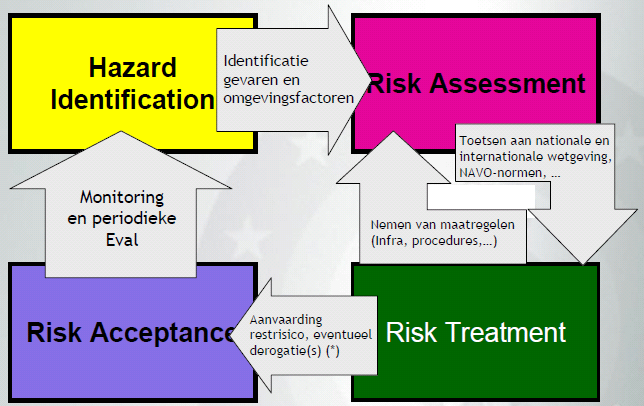 Hazard
Identification
Identificatie
gevaren en
omgevingsfactoren
Risk Assessment
Toetsen aan nationale en
internationale wetgeving,
NAVO-normen, ...
Nemen van maatregelen
(Infra, procedures,...)
Risk Treatment
Aanvaarding
restrisico, eventueel
derogatie(s) (*)
Risk Acceptance
Monitoring
en periodieke
Eval